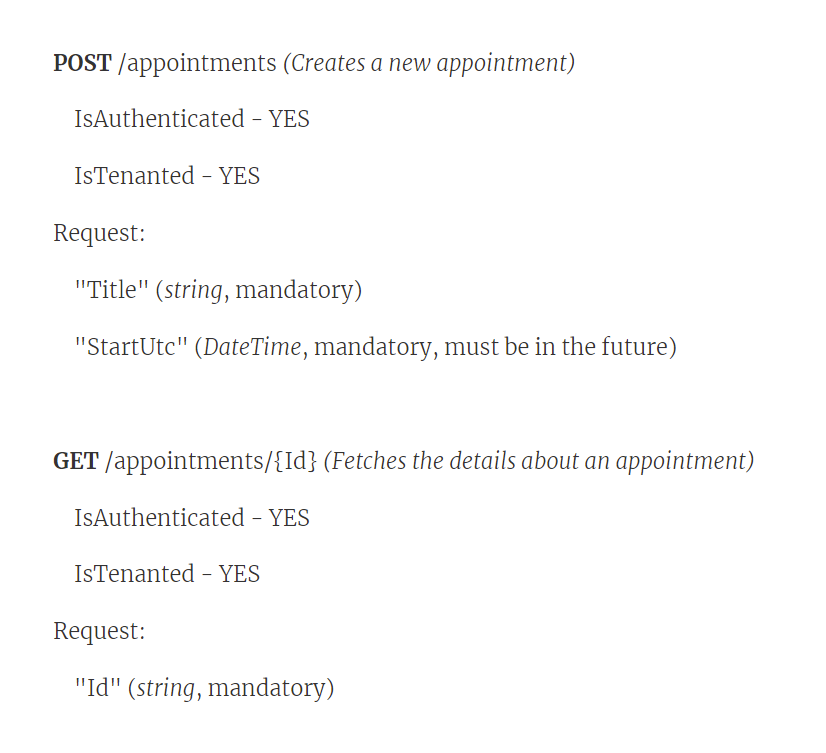 POST /appointments (Creates a new appointment)
IsAuthenticated - YES
IsTenanted - YES
Request:
"Title" (string, mandatory)
"StartUtc" (DateTime, mandatory, must be in the future)
GET /appointments/{Id} (Fetches the details about an appointment)
IsAuthenticated - YES
IsTenanted - YES
Request:
"Id" (string, mandatory)